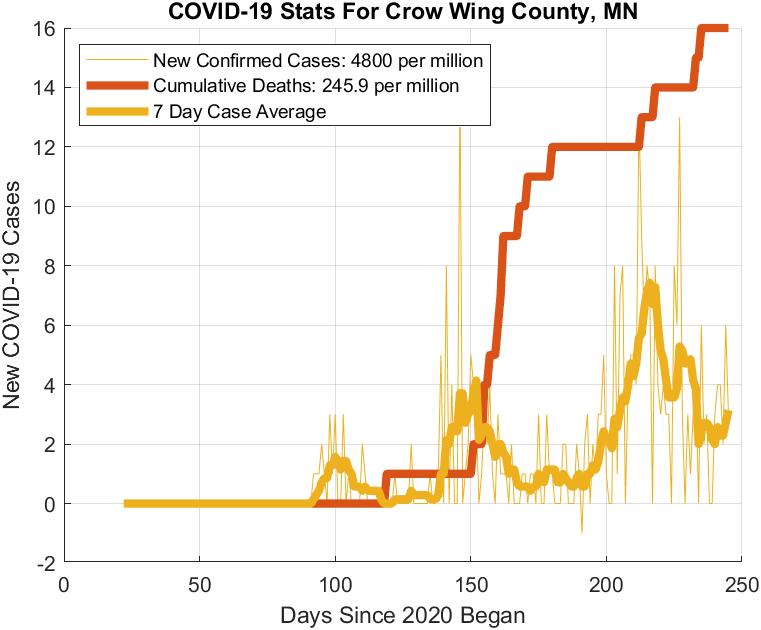 COVID-19 Stats For Crow Wing County, MN
New Confirmed Cases: 4800 per million
Cumulative Deaths: 245.9 per million
7 Day Case Average
New COVID-19 Cases
16
14
12
10
8
6
4
2
0
-2
0 50 100 150 200 250
Days Since 2020 Began